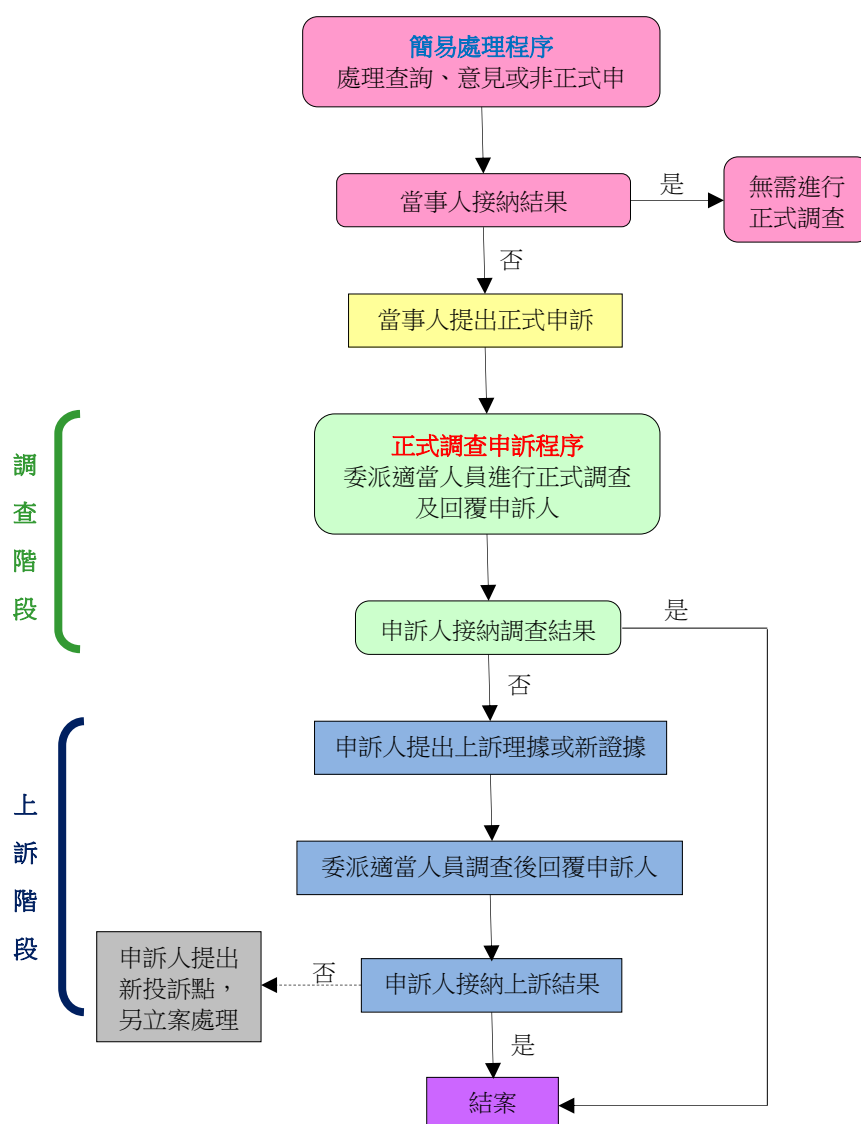 簡易處理程序
處理查詢、意見或非正式申
當事人接納結果
是
無需進行
正式調查
否
當事人提出正式申訴
調查階段
正式調查申訴程序
委派適當人員進行正式調查
及回覆申訴人
申訴人接納調查結果
是
否
上訴階段
申訴人提出上訴理據或新證據
委派適當人員調查後回覆申訴人
申訴人接納上訴結果
否
申訴人提出
新投訴點，
另立案處理
是
結案